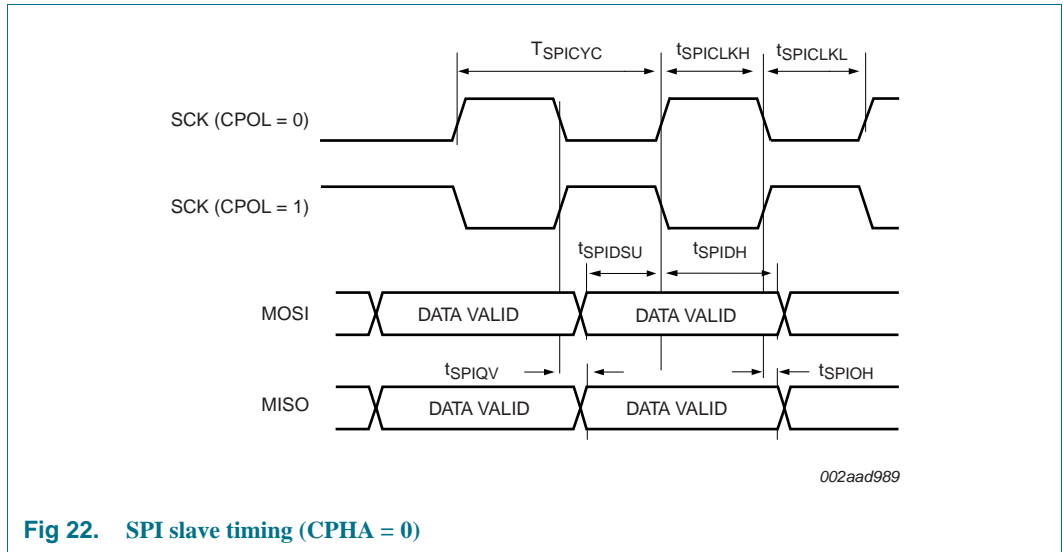 TSPICYC tSPICLKH tSPICLKL
SCK (CPOL = 0)
SCK (CPOL = 1)
tSPIDSU tSPIDH
MOSI DATA VALID DATA VALID
tSPIQV tSPIOH
MISO DATA VALID DATA VALID
002aad989
Fig 22. SPI slave timing (CPHA = 0)